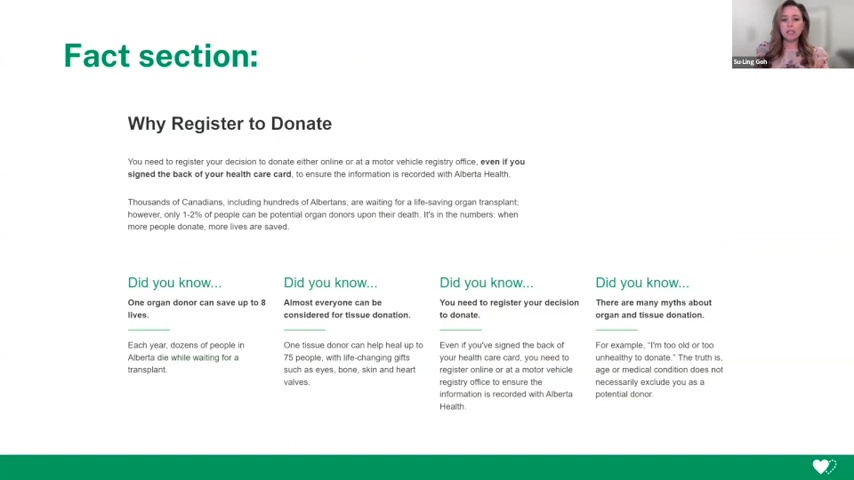 Fact section:
Su-Ling Goh
Why Register to Donate
You need to register your decision to donate either online or at a motor vehicle registry office, even if you
signed the back of your health care card, to ensure the information is recorded with Alberta Health.
Thousands of Canadians, including hundreds of Albertans, are waiting for a life-saving organ transplant;
however, only 1-2% of people can be potential organ donors upon their death. It's in the numbers: when
more people donate, more lives are saved.
Did you know...
One organ donor can save up to 8
lives.
Each year, dozens of people in
Alberta die while waiting for a
transplant.
Did you know...
Almost everyone can be
considered for tissue donation.
One tissue donor can help heal up to
75 people, with life-changing gifts
such as eyes, bone, skin and heart
valves.
Did you know...
You need to register your decision
to donate.
Even if you've signed the back of
your health care card, you need to
register online or at a motor vehicle
registry office to ensure the
information is recorded with Alberta
Health.
Did you know...
There are many myths about
organ and tissue donation.
For example, “I'm too old or too
unhealthy to donate.” The truth is,
age or medical condition does not
necessarily exclude you as a
potential donor.